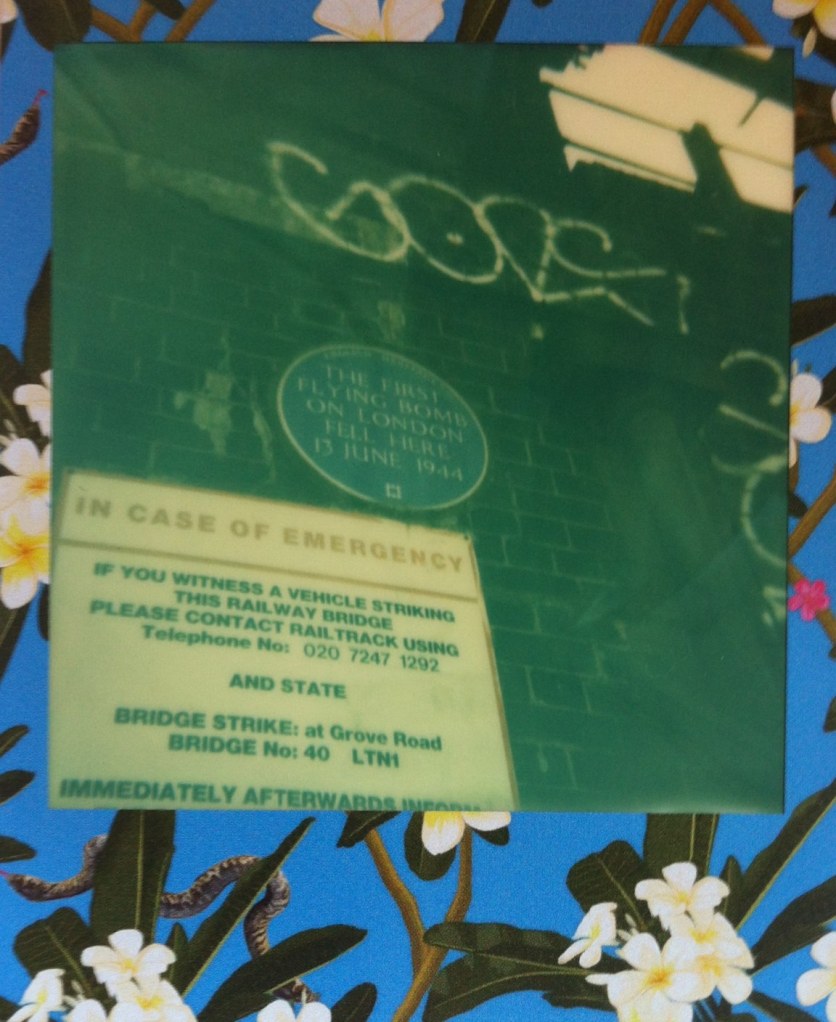 THE FIRST
FLYING BOMB
ON LONDON
FELL HERE
13 JUNE 1944
IN CASE OF EMERGENCY
IF YOU WITNESS A VEHICLE STRIKING
THIS RAILWAY BRIDGE
PLEASE CONTACT RAILTRACK USING
Telephone No: 020 7247 1292
AND STATE
BRIDGE STRIKE: at Grove Road
BRIDGE No: 40 LTN1
IMMEDIATELY AFTERWARDS INFORM